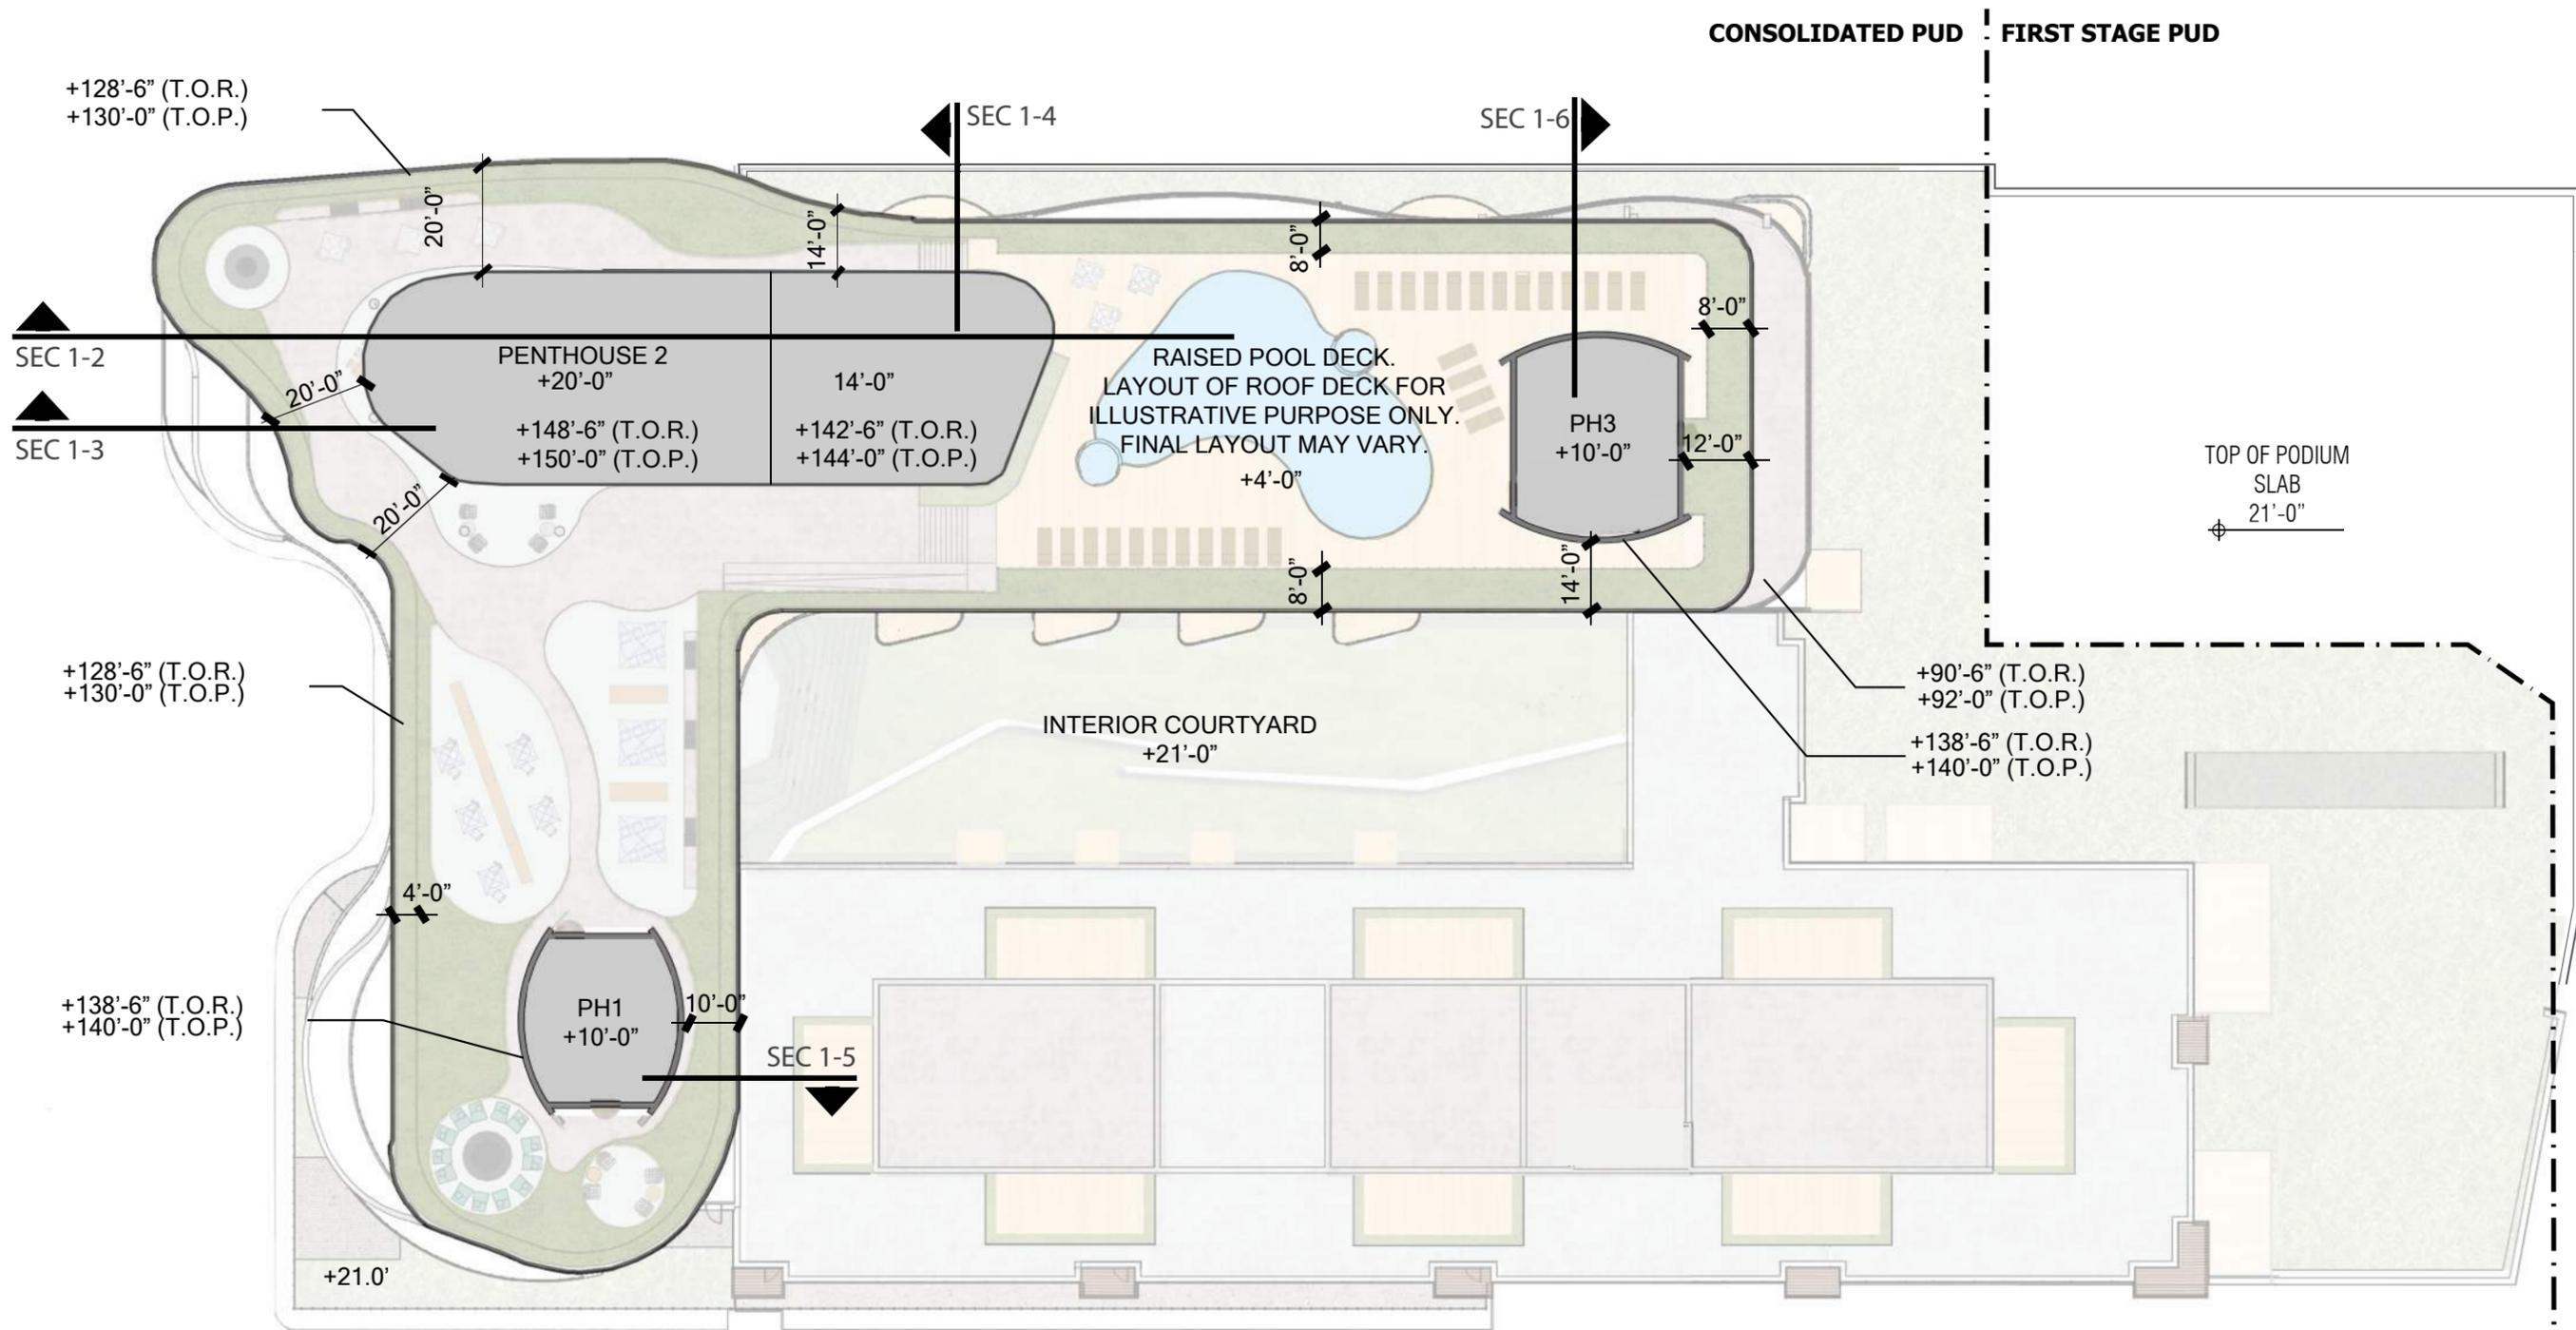 CONSOLIDATED PUD
FIRST STAGE PUD
+128’-6” (T.O.R.)
+130’-0” (T.O.P.)
SEC 1-4
SEC 1-6
20’-0”
14’-0”
8’-0”
8’-0”
SEC 1-2
PENTHOUSE 2
+20’-0”
14’-0”
+148’-6” (T.O.R.)
+150’-0” (T.O.P.)
+142’-6” (T.O.R.)
+144’-0” (T.O.P.)
RAISED POOL DECK.
LAYOUT OF ROOF DECK FOR
ILLUSTRATIVE PURPOSE ONLY.
FINAL LAYOUT MAY VARY.
+4’-0”
20’-0”
SEC 1-3
PH3
+10’-0”
12’-0”
TOP OF PODIUM
SLAB
21’-0”
20’-0”
8’-0”
14’-0”
+128’-6” (T.O.R.)
+130’-0” (T.O.P.)
+90’-6” (T.O.R.)
+92’-0” (T.O.P.)
INTERIOR COURTYARD
+21’-0”
+138’-6” (T.O.R.)
+140’-0” (T.O.P.)
4’-0”
+138’-6” (T.O.R.)
+140’-0” (T.O.P.)
PH1
+10’-0”
10’-0”
SEC 1-5
+21.0’